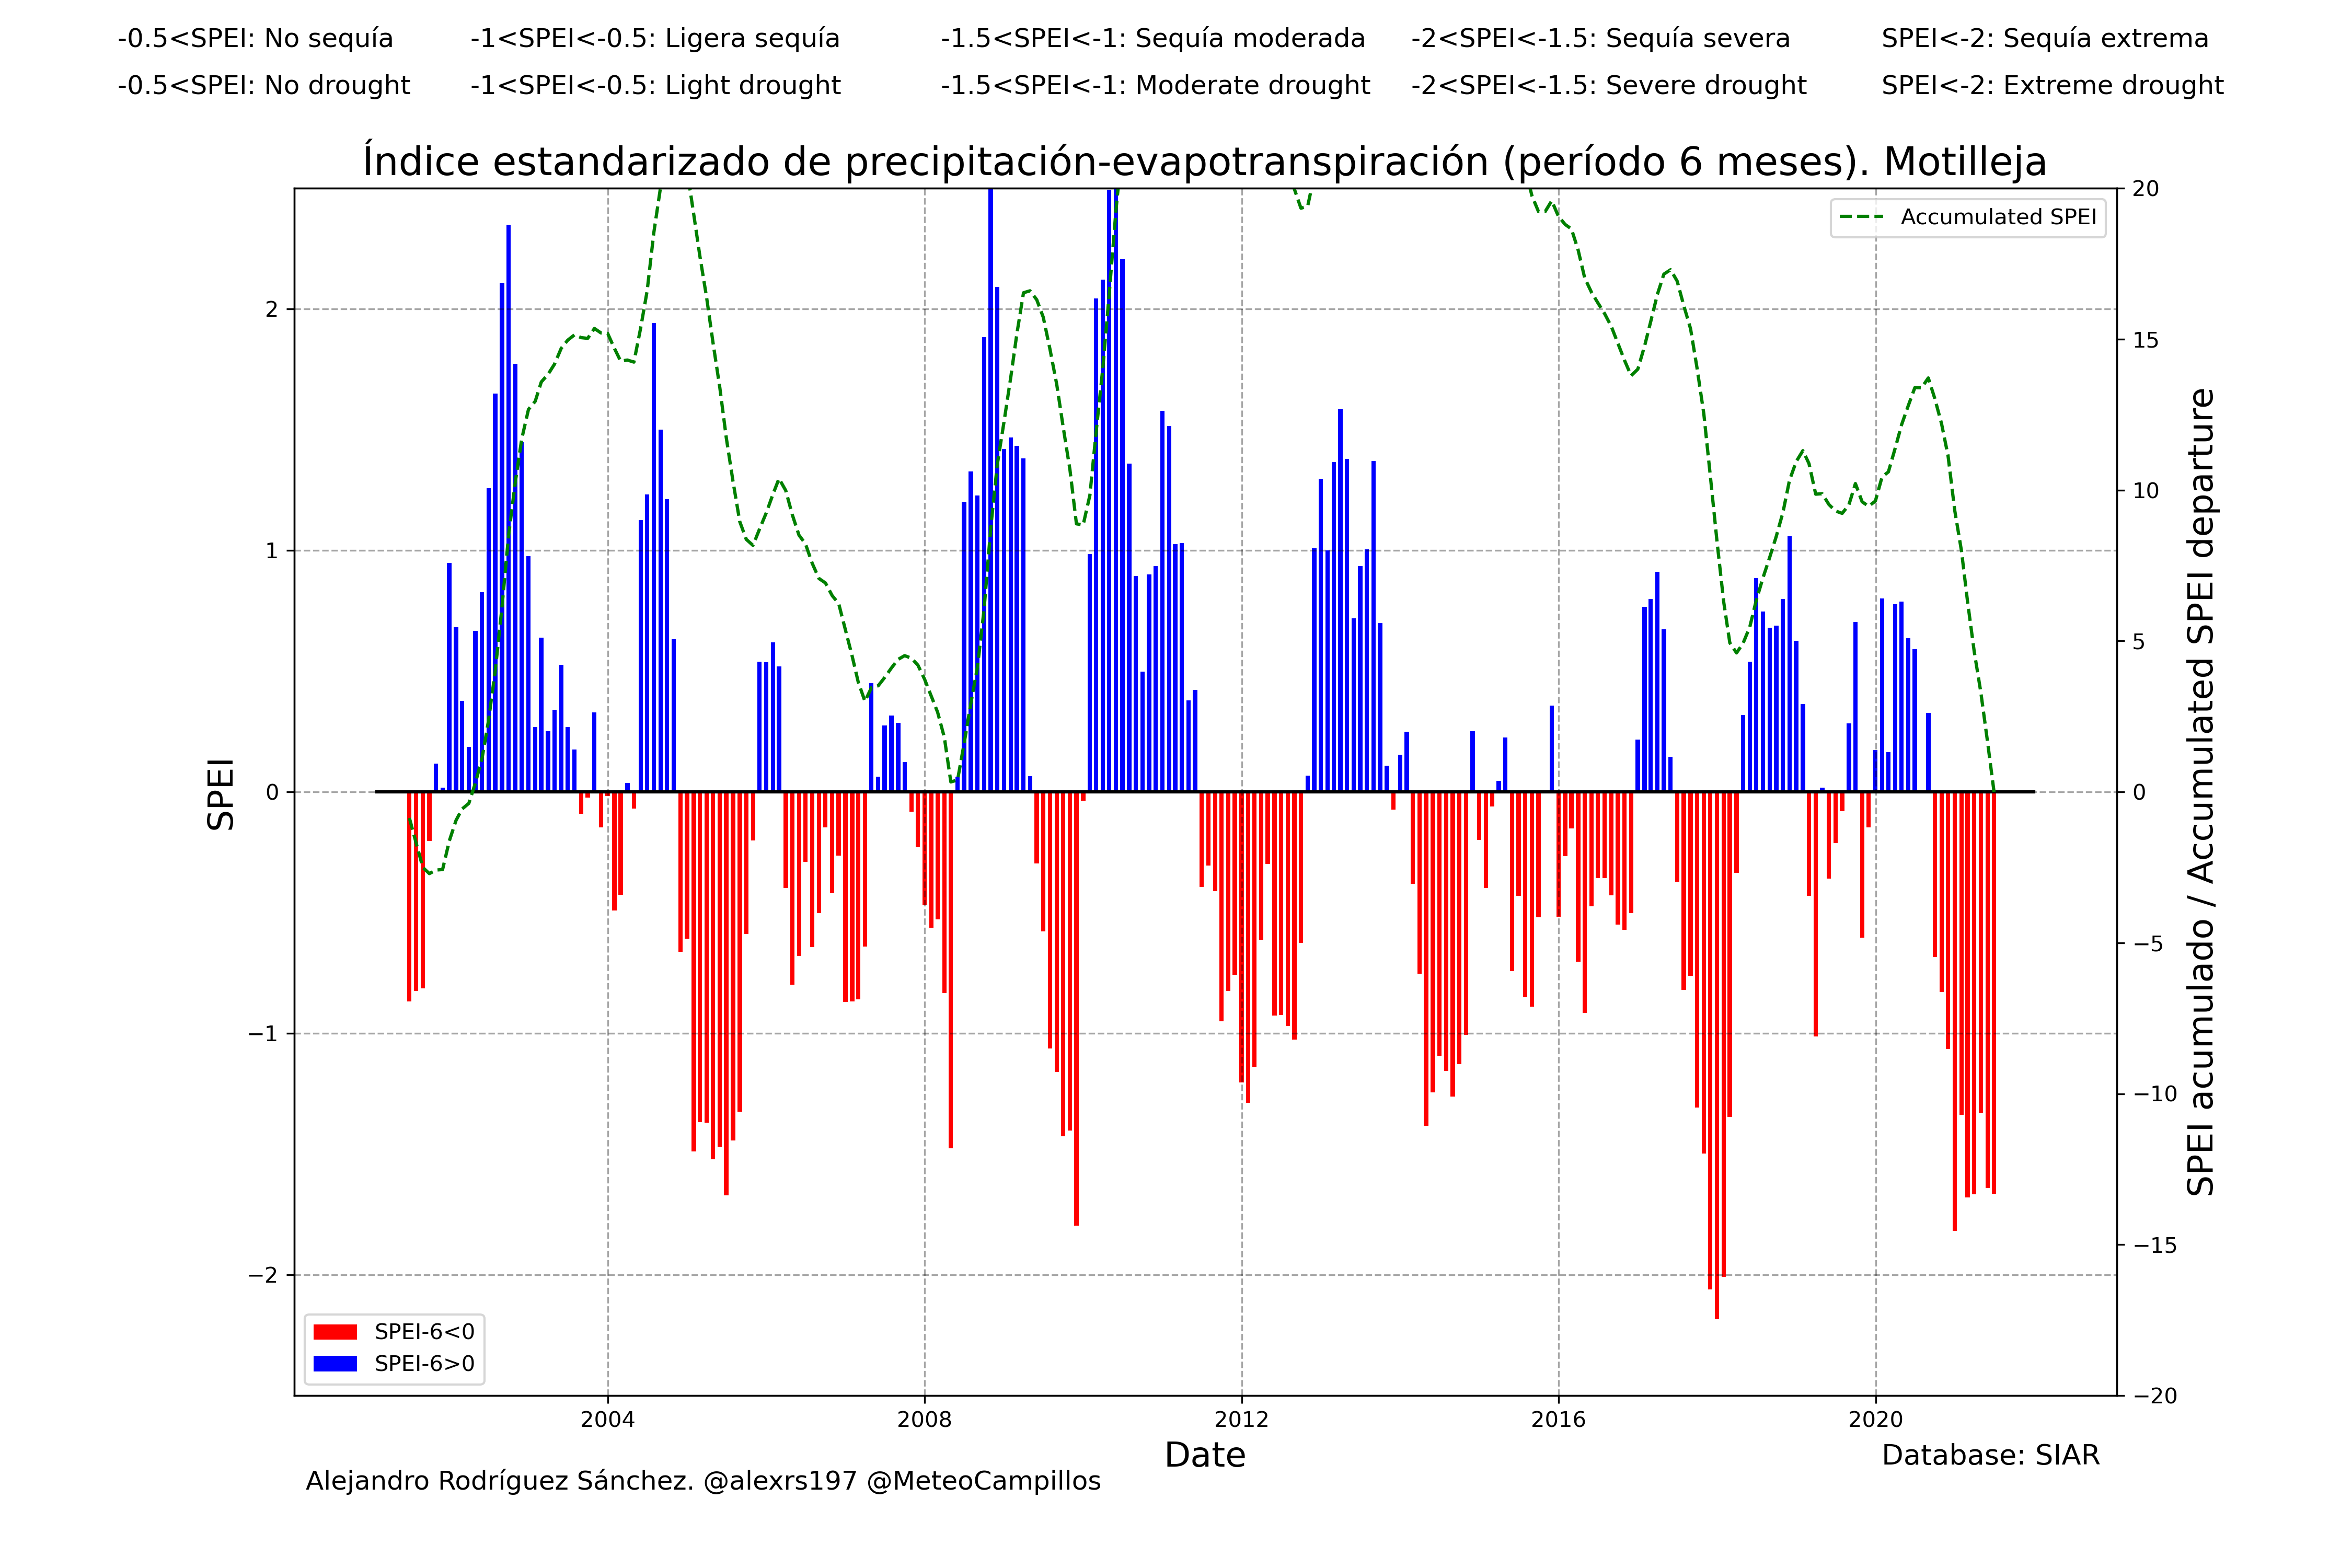 -0.5<SPEI: No sequía -1<SPEI<-0.5: Ligera sequía -1.5<SPEI<-1: Sequía moderada -2<SPEI<-1.5: Sequía severa SPEI<-2: Sequía extrema
-0.5<SPEI: No drought -1<SPEI<-0.5: Light drought -1.5<SPEI<-1: Moderate drought -2<SPEI<-1.5: Severe drought SPEI<-2: Extreme drought
Índice estandarizado de precipitación-evapotranspiración (período 6 meses). Motilleja
SPEI
2
1
0
−1
−2
20
15
10
5
0
−5
−10
−15
−20
SPEI acumulado / Accumulated SPEI departure
Accumulated SPEI
SPEI-6<0
SPEI-6>0
2004 2008 2012 2016 2020
Date
Database: SIAR
Alejandro Rodríguez Sánchez. @alexrs197 @MeteoCampillos